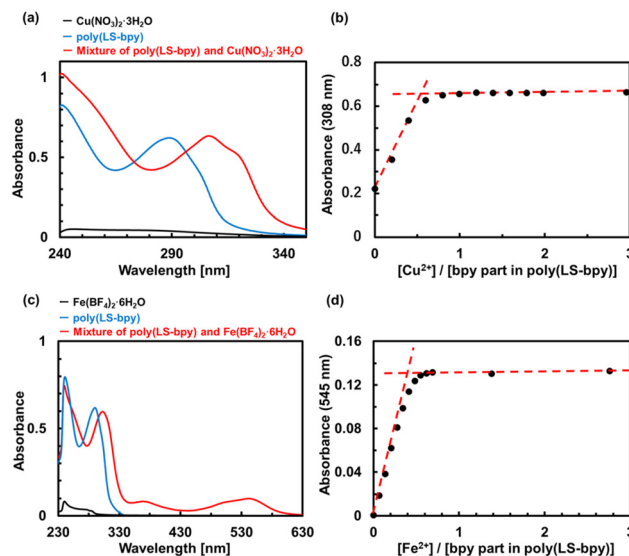 (a)
Cu(NO₃)₂·3H₂O
poly(LS-bpy)
Mixture of poly(LS-bpy) and Cu(NO₃)₂·3H₂O
1
0.5
0
Absorbance
240
290
340
Wavelength [nm]
(b)
0.8
0.6
0.4
0.2
0
Absorbance (308 nm)
0
1
2
3
[Cu²⁺] / [bpy part in poly(LS-bpy)]
(c)
Fe(BF₄)₂·6H₂O
poly(LS-bpy)
Mixture of poly(LS-bpy) and Fe(BF₄)₂·6H₂O
1
0.5
0
Absorbance
230
330
430
530
630
Wavelength [nm]
(d)
0.16
0.12
0.08
0.04
0
Absorbance (545 nm)
0
1
2
3
[Fe²⁺] / [bpy part in poly(LS-bpy)]